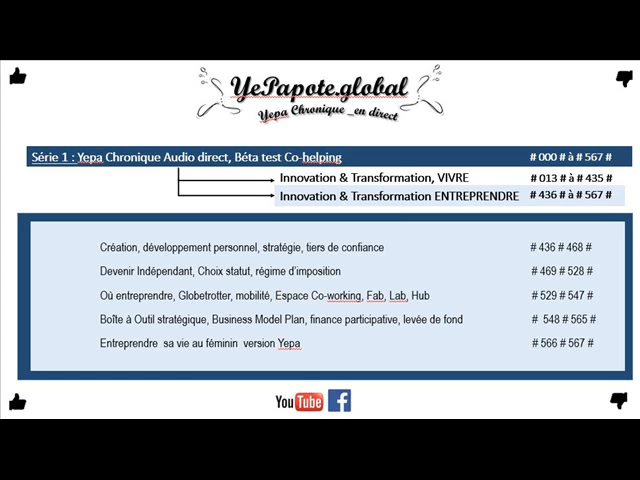 YePapote.global
Yepa Chronique _en direct
Série 1 : Yepa Chronique Audio direct, Béta test Co-helping # 000 # à # 567 #
Innovation & Transformation, VIVRE # 013 # à # 435 #
Innovation & Transformation ENTREPRENDRE # 436 # à # 567 #
Création, développement personnel, stratégie, tiers de confiance # 436 # 468 #
Devenir Indépendant, Choix statut, régime d'imposition # 469 # 528 #
Où entreprendre, Globetrotter, mobilité, Espace Co-working, Fab, Lab, Hub # 529 # 547 #
Boîte à Outil stratégique, Business Model Plan, finance participative, levée de fond # 548 # 565 #
Entreprendre sa vie au féminin version Yepa # 566 # 567 #
YouTube f